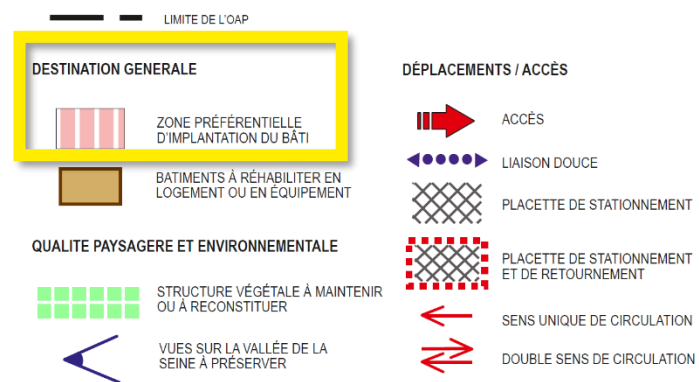 LIMITE DE L'OAP
DESTINATION GENERALE
ZONE PRÉFÉRENTIELLE
D'IMPLANTATION DU BÂTI
BATIMENTS À RÉHABILITER EN
LOGEMENT OU EN ÉQUIPEMENT
QUALITE PAYSAGERE ET ENVIRONNEMENTALE
STRUCTURE VÉGÉTALE À MAINTENIR
OU À RECONSTITUER
VUES SUR LA VALLÉE DE LA
SEINE À PRÉSERVER
DÉPLACEMENTS / ACCÈS
ACCÈS
LIAISON DOUCE
PLACETTE DE STATIONNEMENT
PLACETTE DE STATIONNEMENT
ET DE RETOURNEMENT
SENS UNIQUE DE CIRCULATION
DOUBLE SENS DE CIRCULATION